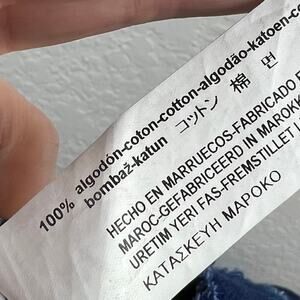 100% algodón-coton-cotton-algodão-katoen-c
bombaž-katun コットン 棉 면
HECHO EN MARRUECOS-FABRICADO
MAROC-GEFABRICEERD IN MAROKK
URETIM YERI FAS-FREMSTILLET I
ΚΑΤΑΣΚΕΥΗ ΜΑΡΟΚΟ